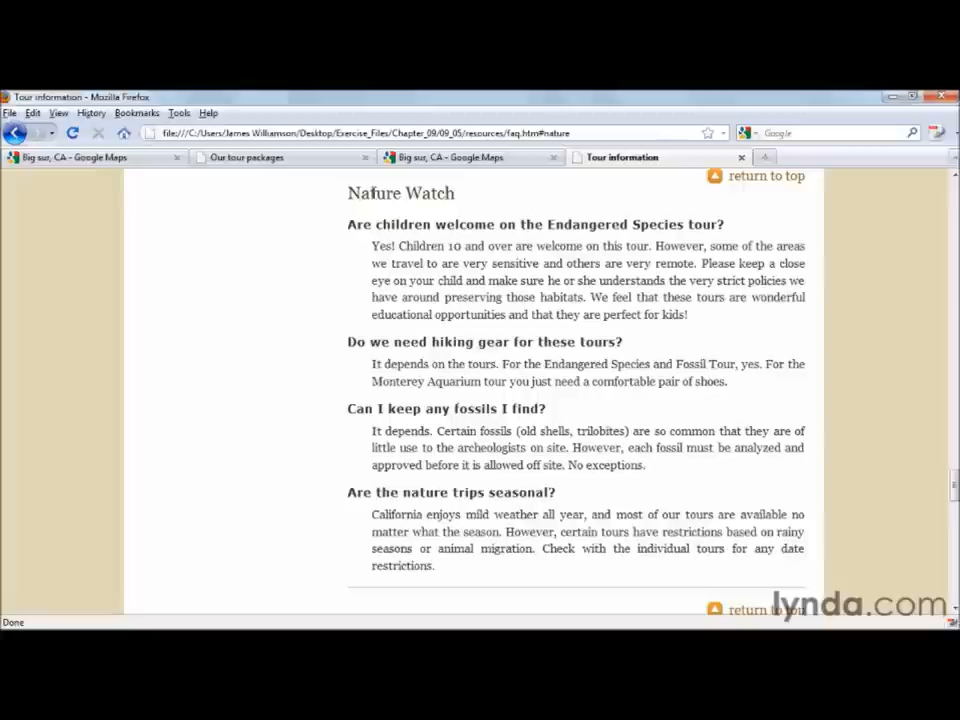 Tour information - Mozilla Firefox
File Edit View History Bookmarks Tools Help
file:///C:/Users/James Williamson/Desktop/Exercise_Files/Chapter_09/09_05/resources/faq.htm#nature
Google
Big sur, CA - Google Maps Our tour packages Big sur, CA - Google Maps Tour information
return to top
Nature Watch
Are children welcome on the Endangered Species tour?
Yes! Children 10 and over are welcome on this tour. However, some of the areas
we travel to are very sensitive and others are very remote. Please keep a close
eye on your child and make sure he or she understands the very strict policies we
have around preserving those habitats. We feel that these tours are wonderful
educational opportunities and that they are perfect for kids!
Do we need hiking gear for these tours?
It depends on the tours. For the Endangered Species and Fossil Tour, yes. For the
Monterey Aquarium tour you just need a comfortable pair of shoes.
Can I keep any fossils I find?
It depends. Certain fossils (old shells, trilobites) are so common that they are of
little use to the archeologists on site. However, each fossil must be analyzed and
approved before it is allowed off site. No exceptions.
Are the nature trips seasonal?
California enjoys mild weather all year, and most of our tours are available no
matter what the season. However, certain tours have restrictions based on rainy
seasons or animal migration. Check with the individual tours for any date
restrictions.
return to top
lynda.com
Done